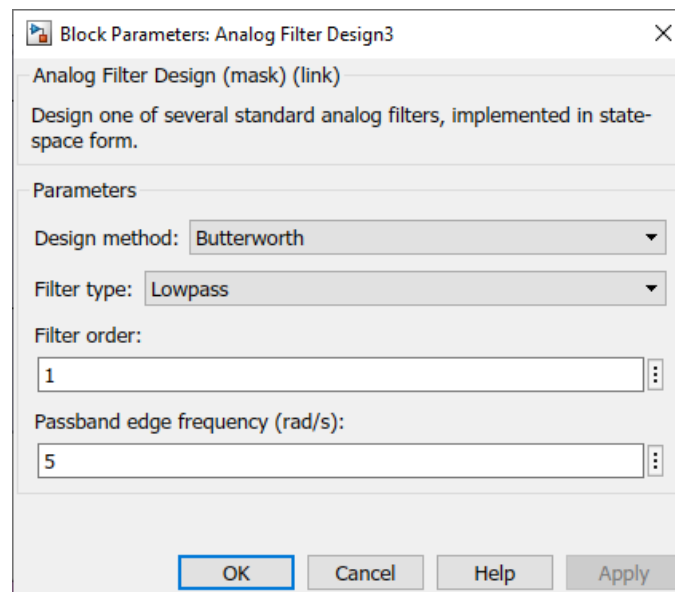 Block Parameters: Analog Filter Design3
Analog Filter Design (mask) (link)
Design one of several standard analog filters, implemented in state-
space form.
Parameters
Design method: Butterworth
Filter type: Lowpass
Filter order:
1
Passband edge frequency (rad/s):
5
OK Cancel Help Apply